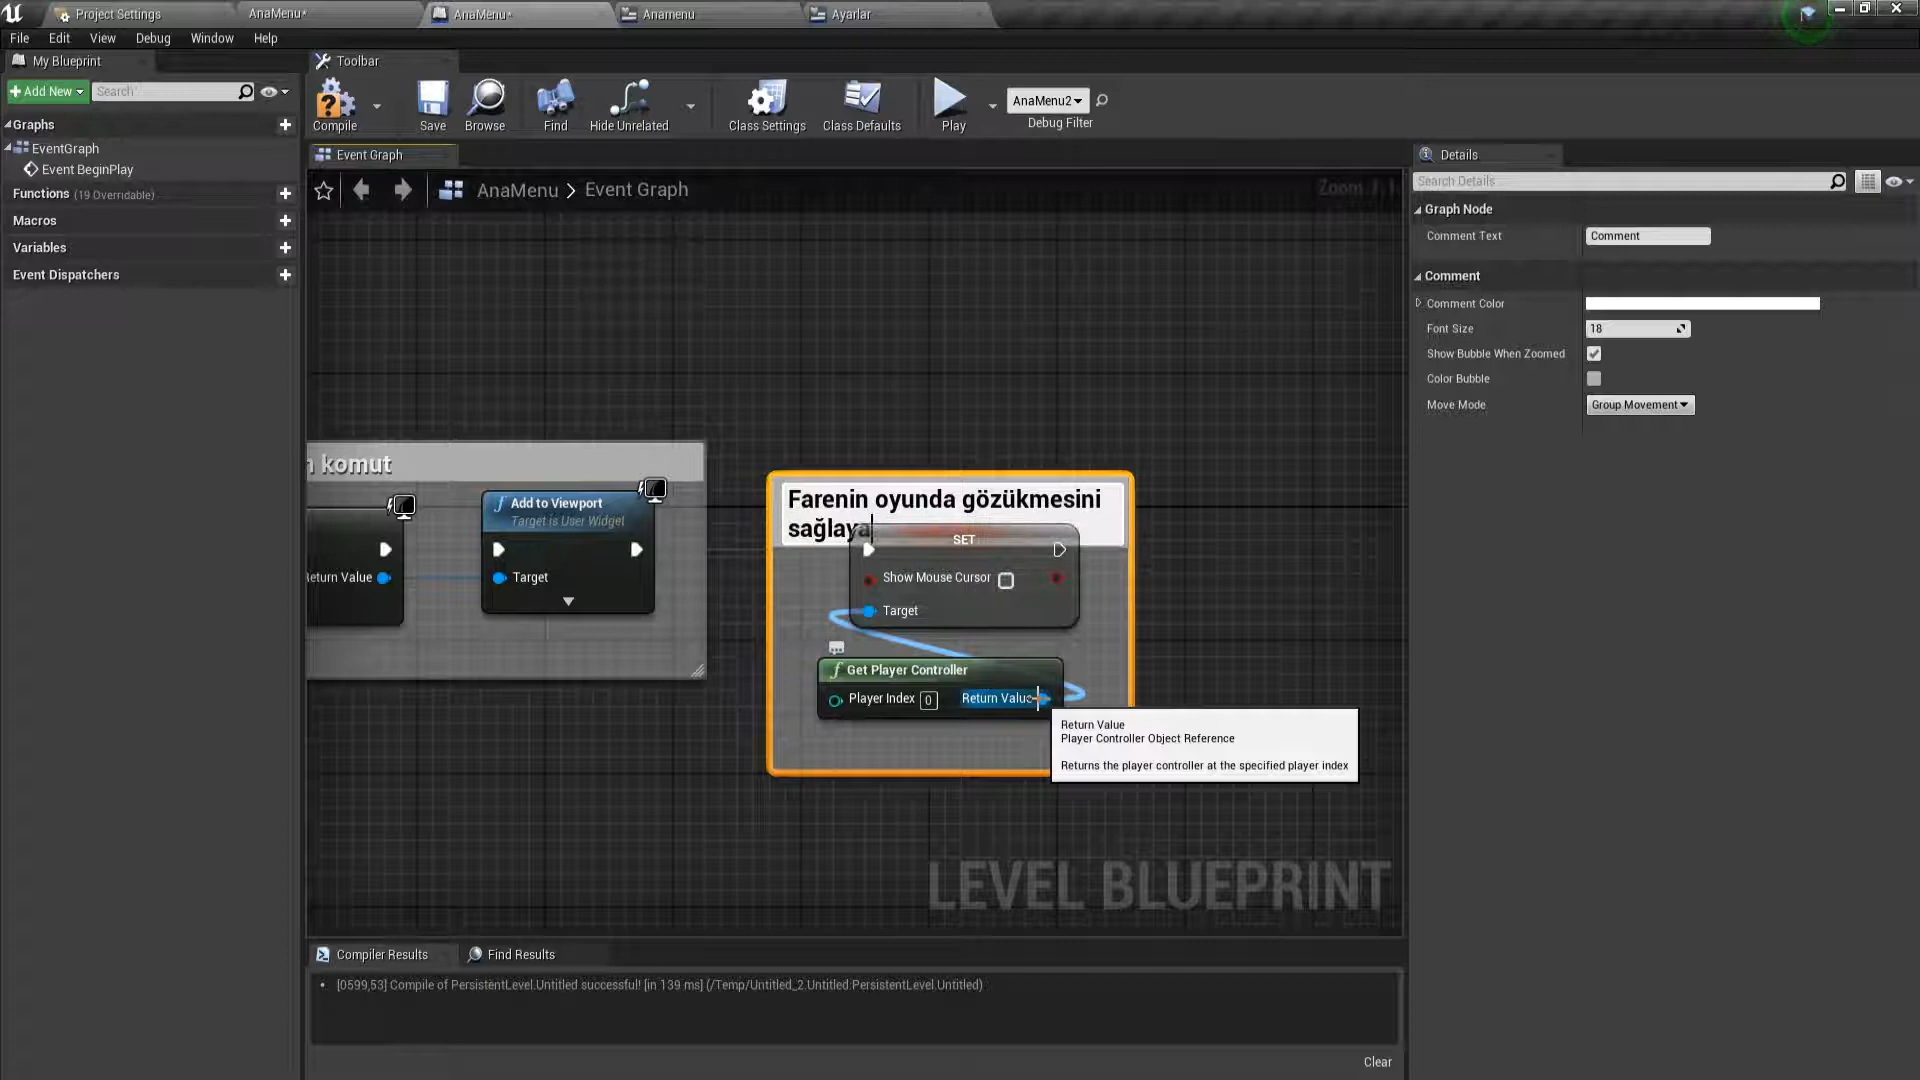 Project Settings
AnaMenu*
AnaMenu*
Anamenu
Ayarlar
File
Edit
View
Debug
Window
Help
My Blueprint
Toolbar
Add New
Search
Compile
Save
Browse
Find
Hide Unrelated
Class Settings
Class Defaults
Play
AnaMenu2
Debug Filter
Graphs
EventGraph
Event BeginPlay
Functions (19 Overridable)
Macros
Variables
Event Dispatchers
Event Graph
AnaMenu > Event Graph
Details
Search Details
Graph Node
Comment Text
Comment
Comment
Comment Color
Font Size
18
Show Bubble When Zoomed
Color Bubble
Move Mode
Group Movement
komut
f Add to Viewport
Target is User Widget
Return Value
Target
Farenin oyunda gözükmesini
sağlaya
SET
Show Mouse Cursor
Target
f Get Player Controller
Player Index 0
Return Value
Return Value
Player Controller Object Reference
Returns the player controller at the specified player index
LEVEL BLUEPRINT
Compiler Results
Find Results
[0599,53] Compile of PersistentLevel.Untitled successful! [in 139 ms] (/Temp/Untitled_2.Untitled:PersistentLevel.Untitled)
Clear